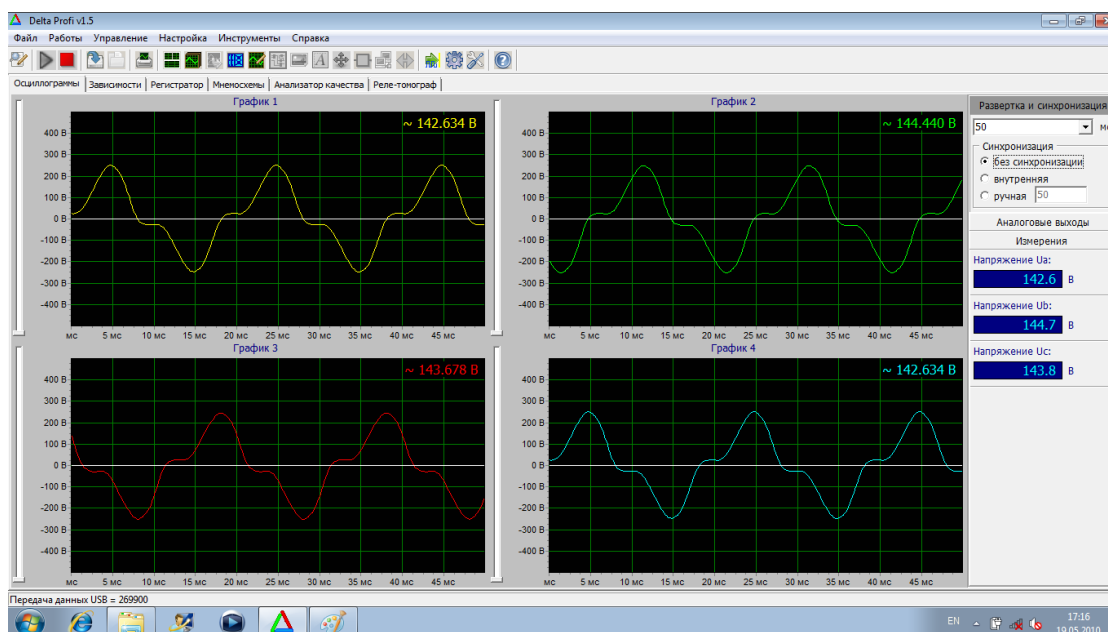 Delta Profi v1.5
Файл Работы Управление Настройка Инструменты Справка
Осциллограммы Зависимости Регистратор Мнемосхемы Анализатор качества Реле-томограф
График 1
~ 142.634 В
400 В
300 В
200 В
100 В
0 В
-100 В
-200 В
-300 В
-400 В
мс 5 мс 10 мс 15 мс 20 мс 25 мс 30 мс 35 мс 40 мс 45 мс
График 2
~ 144.440 В
400 В
300 В
200 В
100 В
0 В
-100 В
-200 В
-300 В
-400 В
мс 5 мс 10 мс 15 мс 20 мс 25 мс 30 мс 35 мс 40 мс 45 мс
График 3
~ 143.678 В
400 В
300 В
200 В
100 В
0 В
-100 В
-200 В
-300 В
-400 В
мс 5 мс 10 мс 15 мс 20 мс 25 мс 30 мс 35 мс 40 мс 45 мс
График 4
~ 142.634 В
400 В
300 В
200 В
100 В
0 В
-100 В
-200 В
-300 В
-400 В
мс 5 мс 10 мс 15 мс 20 мс 25 мс 30 мс 35 мс 40 мс 45 мс
Развертка и синхронизация
50
Синхронизация
без синхронизации
внутренняя
ручная 50
Аналоговые выходы
Измерения
Напряжение Ua:
142.6 В
Напряжение Ub:
144.7 В
Напряжение Uc:
143.8 В
Передача данных USB = 269900
EN
17:16
19.05.2010